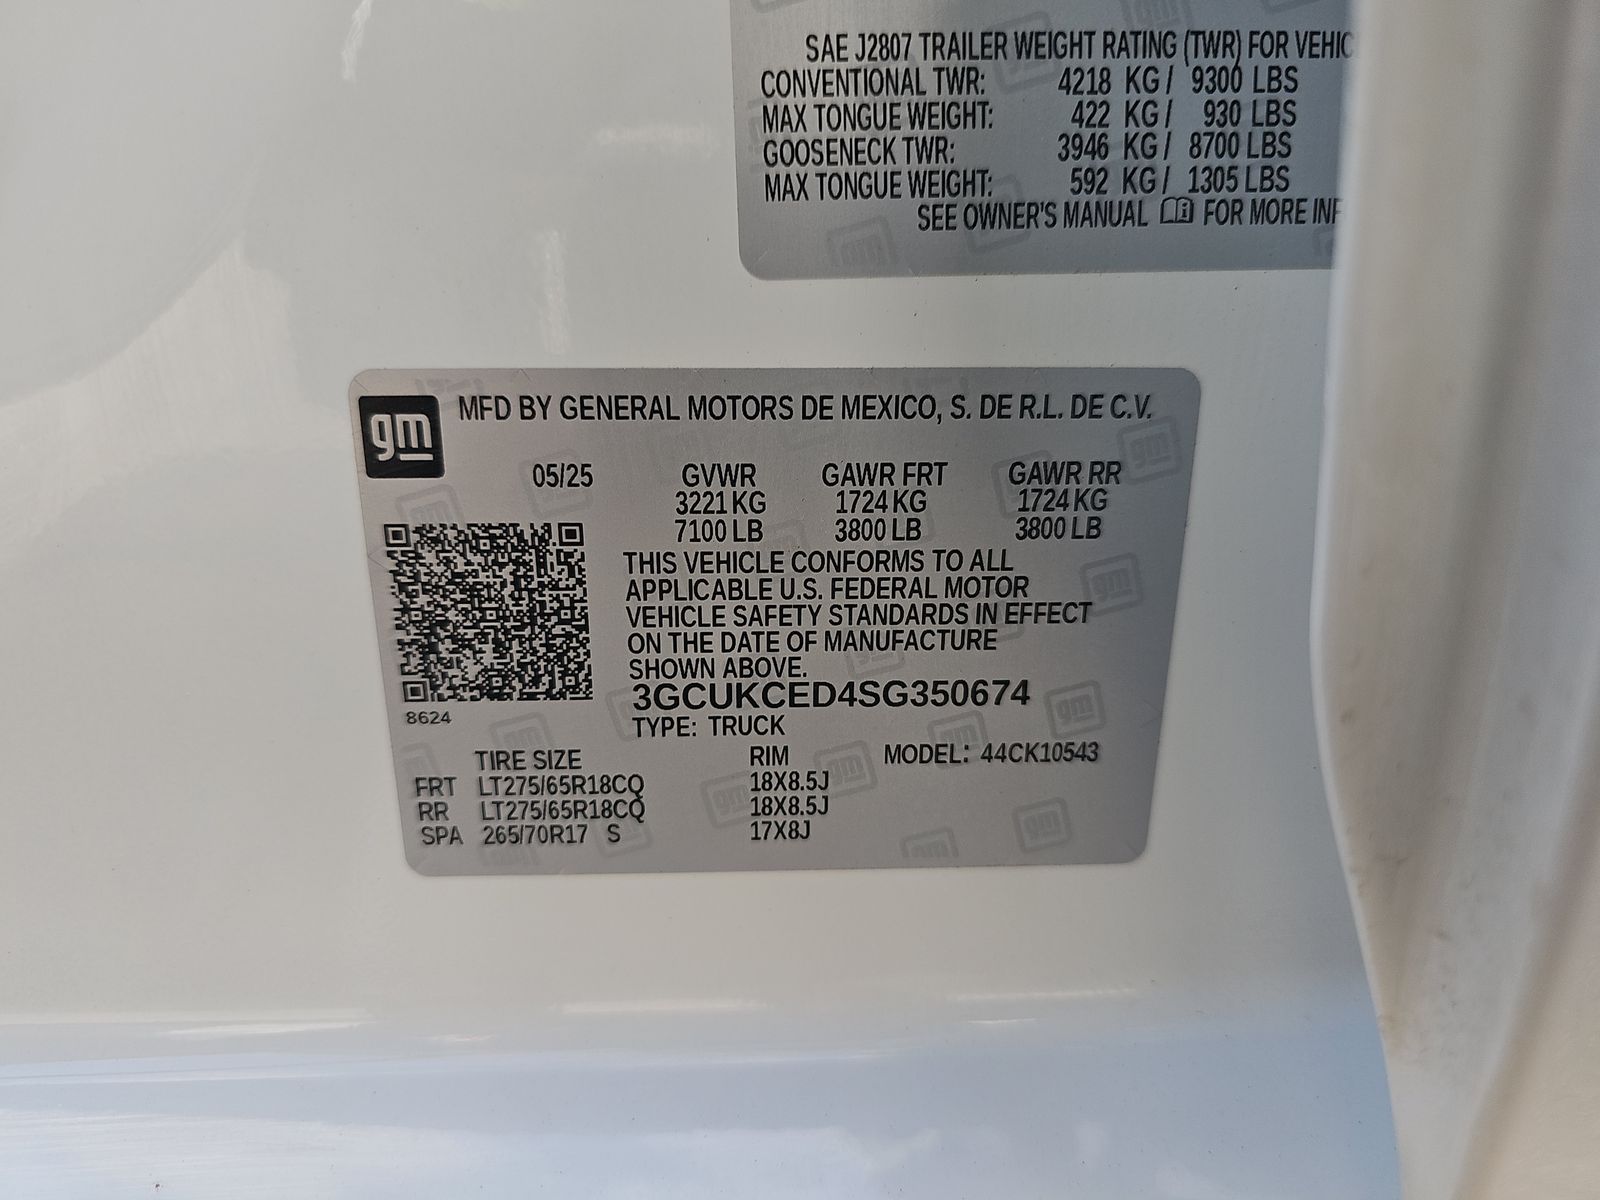 SAE J2807 TRAILER WEIGHT RATING (TWR) FOR
CONVENTIONAL TWR: 4218 KG / 9300 LBS
MAX TONGUE WEIGHT: 422 KG / 930 LBS
GOOSENECK TWR: 3946 KG / 8700 LBS
MAX TONGUE WEIGHT: 592 KG / 1305 LBS
SEE OWNER'S MANUAL FOR MORE
gm
MFD BY GENERAL MOTORS DE MEXICO, S. DE R.L. DE C.V.
05/25 GVWR GAWR FRT GAWR RR
3221 KG 1724 KG 1724 KG
7100 LB 3800 LB 3800 LB
THIS VEHICLE CONFORMS TO ALL
APPLICABLE U.S. FEDERAL MOTOR
VEHICLE SAFETY STANDARDS IN EFFECT
ON THE DATE OF MANUFACTURE
SHOWN ABOVE.
3GCUKCED4SG350674
8624
TYPE: TRUCK
TIRE SIZE RIM MODEL: 44CK10543
FRT LT275/65R18CQ 18X8.5J
RR LT275/65R18CQ 18X8.5J
SPA 265/70R17 S 17X8J